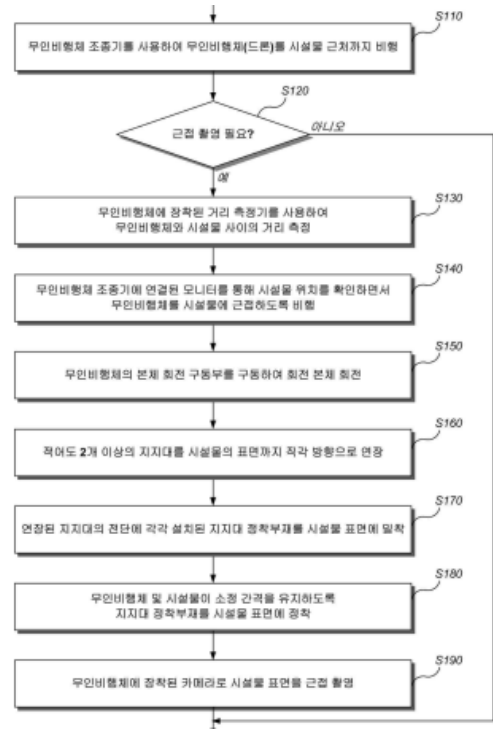 S110
무인비행체 조종기를 사용하여 무인비행체(드론)를 시설물 근처까지 비행
S120
근접 촬영 필요?
아니오
예
S130
무인비행체에 장착된 거리 측정기를 사용하여
무인비행체와 시설물 사이의 거리 측정
S140
무인비행체 조종기에 연결된 모니터를 통해 시설물 위치를 확인하면서
무인비행체를 시설물에 근접하도록 비행
S150
무인비행체의 본체 회전 구동부를 구동하여 회전 본체 회전
S160
적어도 2개 이상의 지지대를 시설물의 표면까지 직각 방향으로 연장
S170
연장된 지지대의 전단에 각각 설치된 지지대 정착부재를 시설물 표면에 밀착
S180
무인비행체 및 시설물이 소정 간격을 유지하도록
지지대 정착부재를 시설물 표면에 정착
S190
무인비행체에 장착된 카메라로 시설물 표면을 근접 촬영